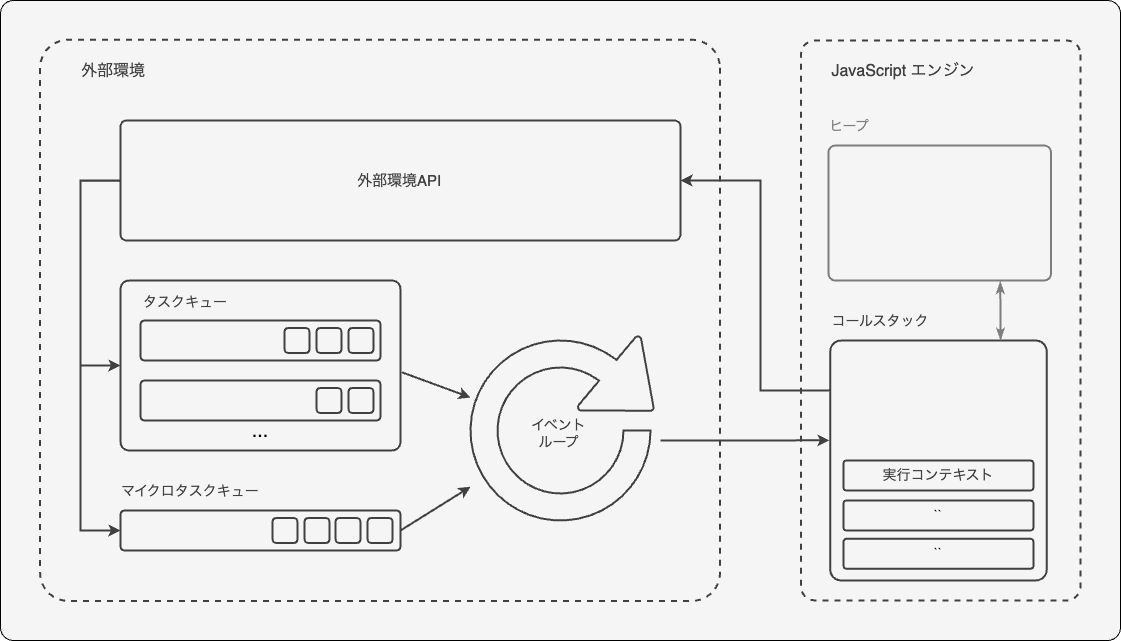 外部環境
外部環境API
タスクキュー
...
マイクロタスクキュー
イベント
ループ
JavaScript エンジン
ヒープ
コールスタック
実行コンテキスト
``
``